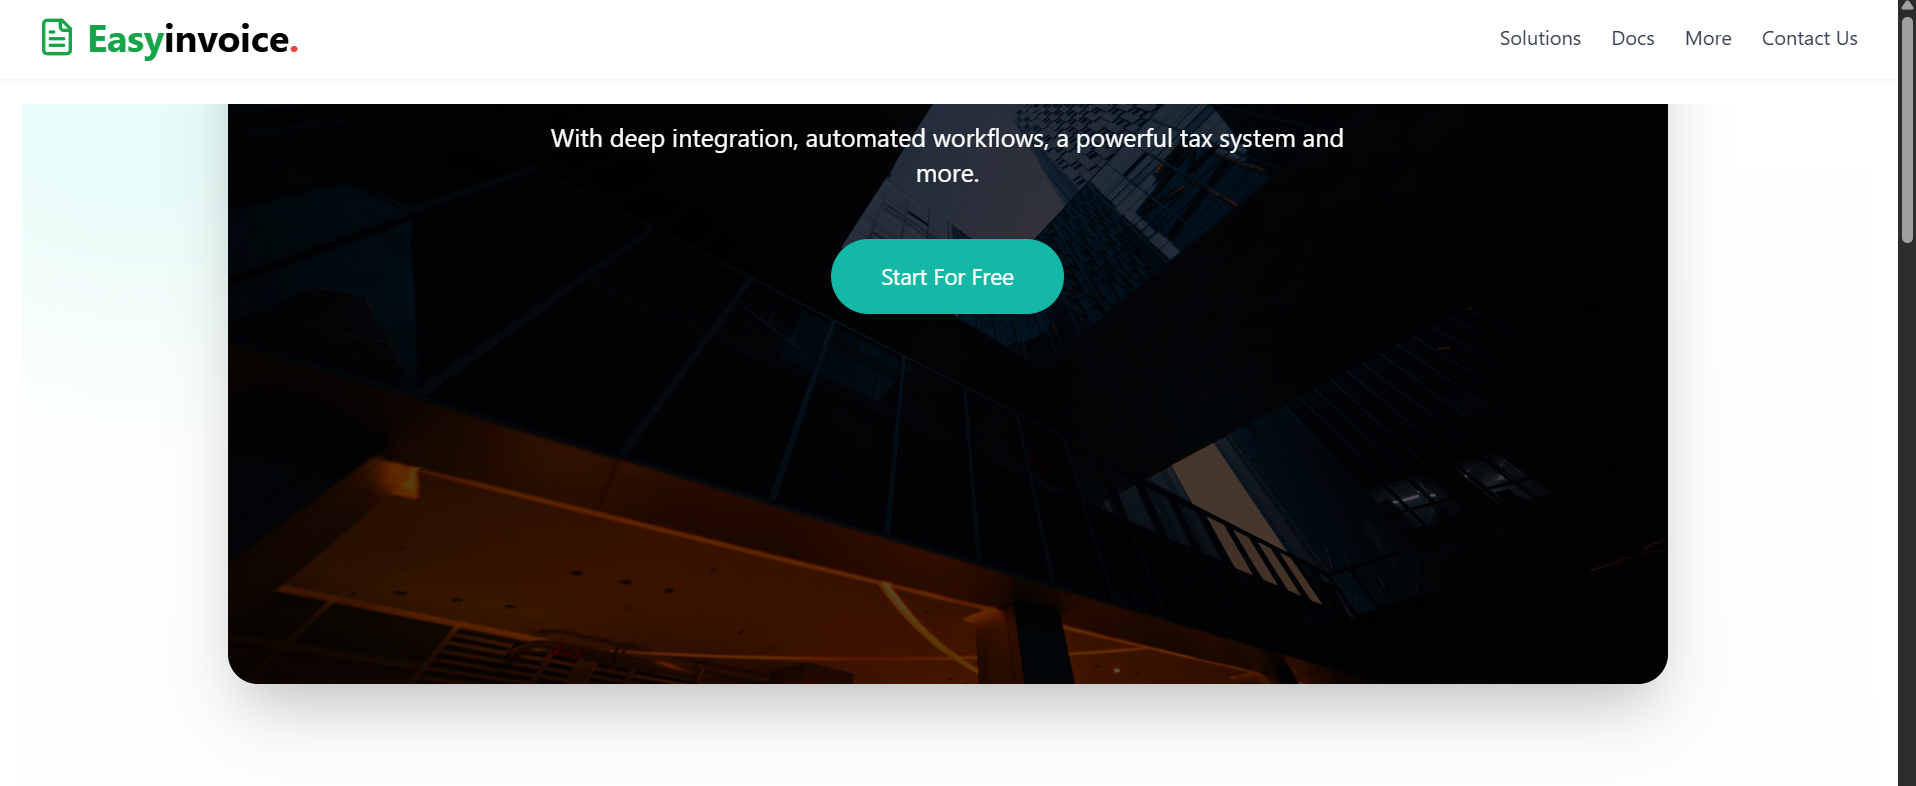 Easyinvoice.
Solutions Docs More Contact Us
With deep integration, automated workflows, a powerful tax system and
more.
Start For Free